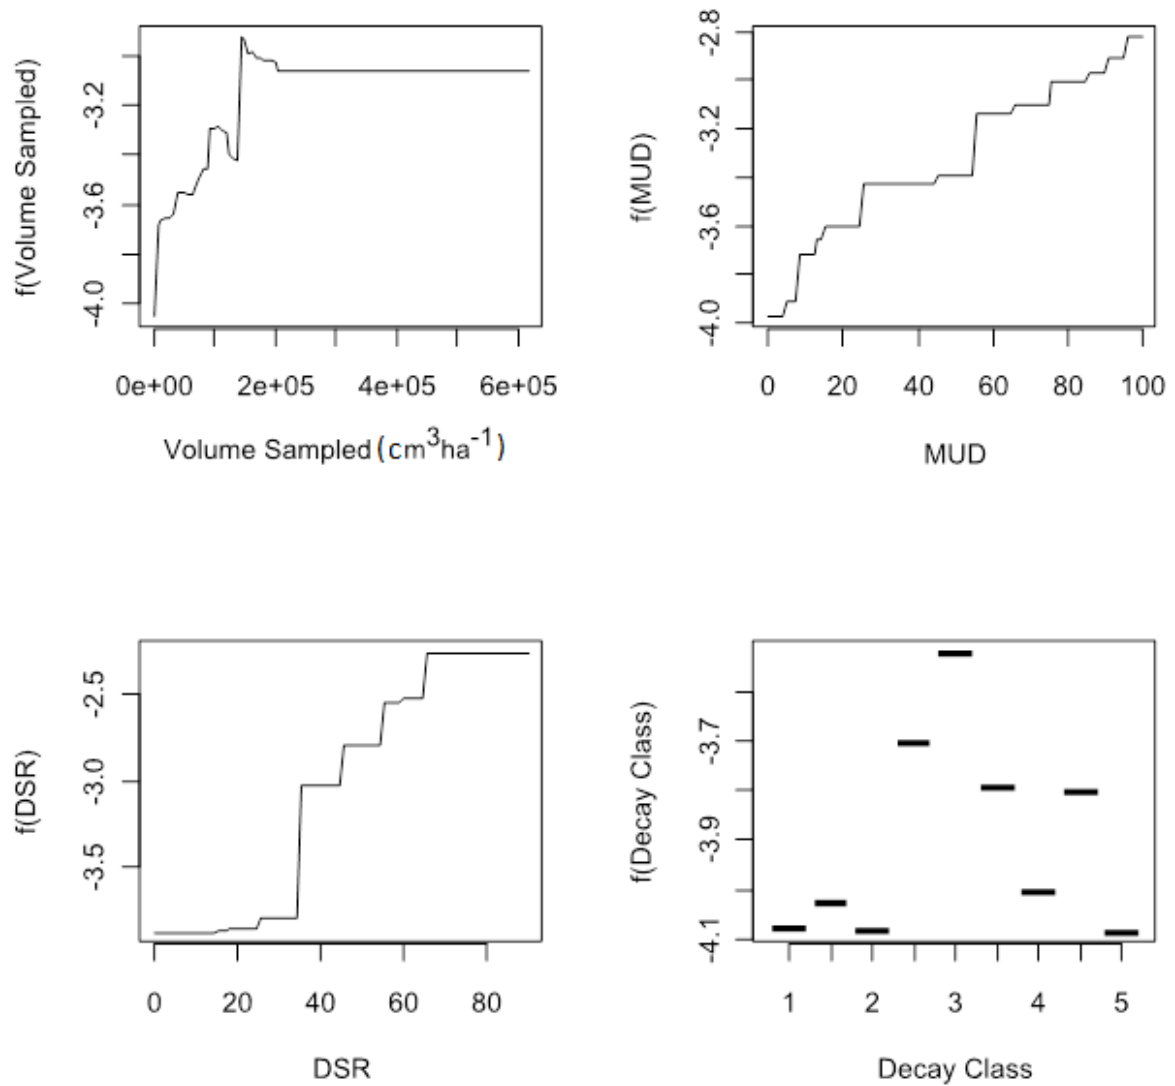 f(Volume Sampled)
-3.2
-3.6
-4.0
0e+00 2e+05 4e+05 6e+05
Volume Sampled (cm³ha⁻¹)
f(MUD)
-2.8
-3.2
-3.6
-4.0
0 20 40 60 80 100
MUD
f(DSR)
-2.5
-3.0
-3.5
0 20 40 60 80
DSR
f(Decay Class)
-3.7
-3.9
-4.1
1 2 3 4 5
Decay Class